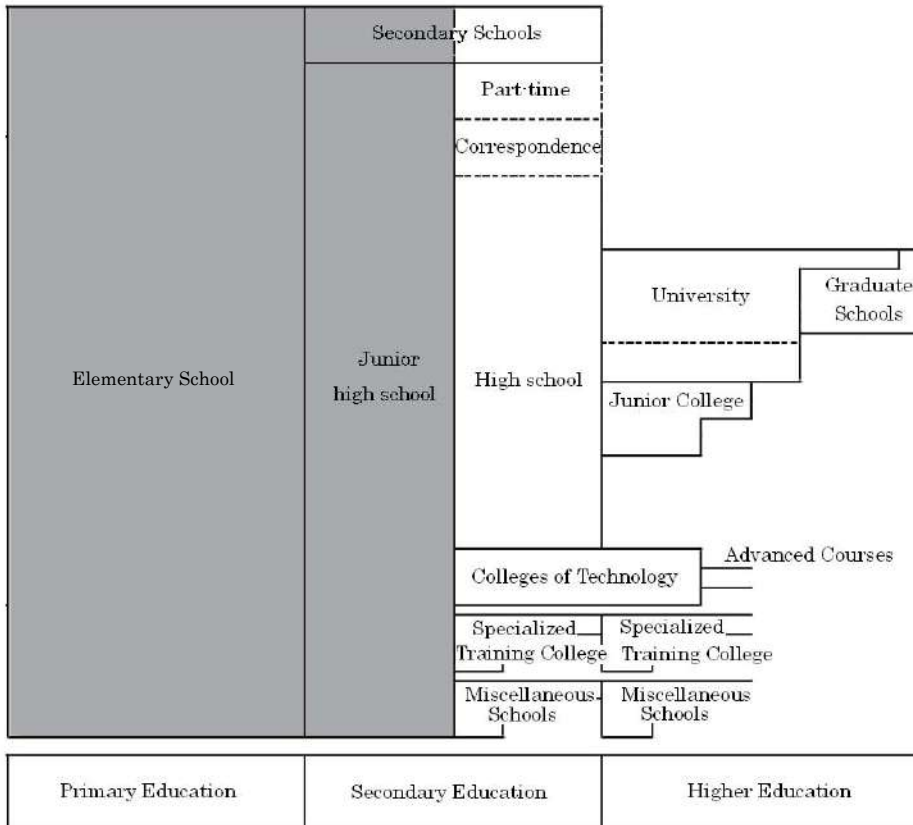 Secondary Schools
Part-time
Correspondence
University
Graduate
Schools
Elementary School
Junior
high school
High school
Junior College
Colleges of Technology
Advanced Courses
Specialized
Training College
Specialized
Training College
Miscellaneous
Schools
Miscellaneous
Schools
Primary Education
Secondary Education
Higher Education